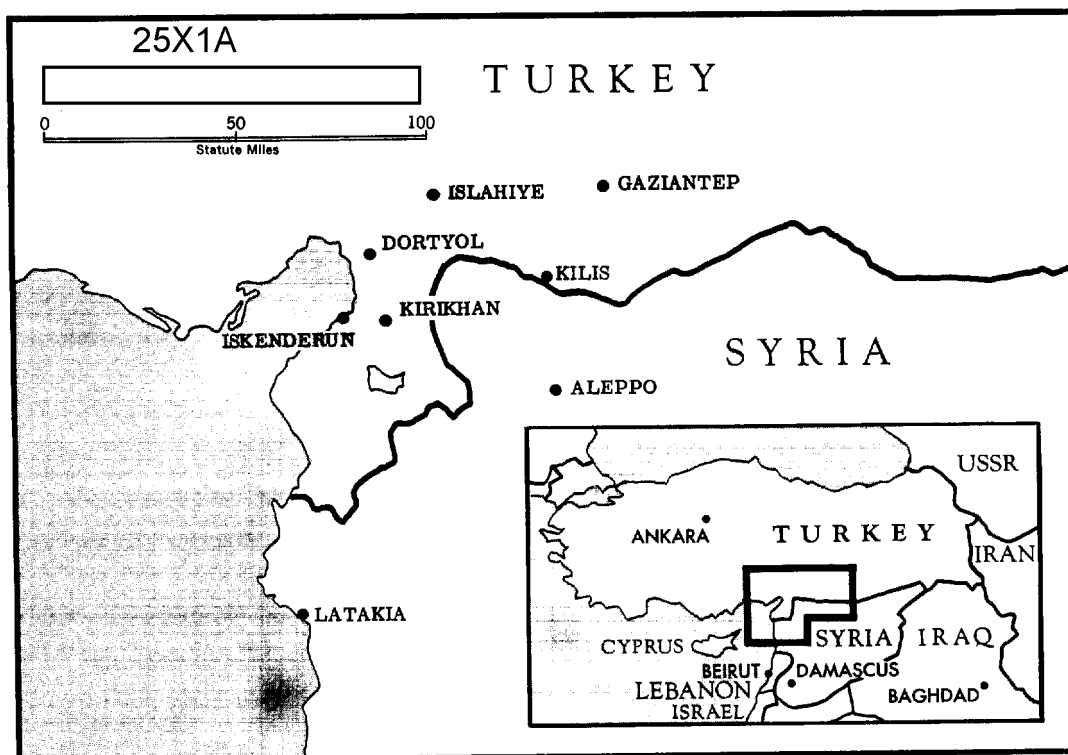 25X1A
TURKEY
0 50 100
Statute Miles
ISLAHIYE
GAZIANTEP
DORTYOL
KILIS
KIRIKHAN
ISKENDERUN
SYRIA
ALEPPO
LATAKIA
USSR
ANKARA
TURKEY
IRAN
CYPRUS
SYRIA
IRAQ
BEIRUT
DAMASCUS
LEBANON
BAGHDAD
ISRAEL